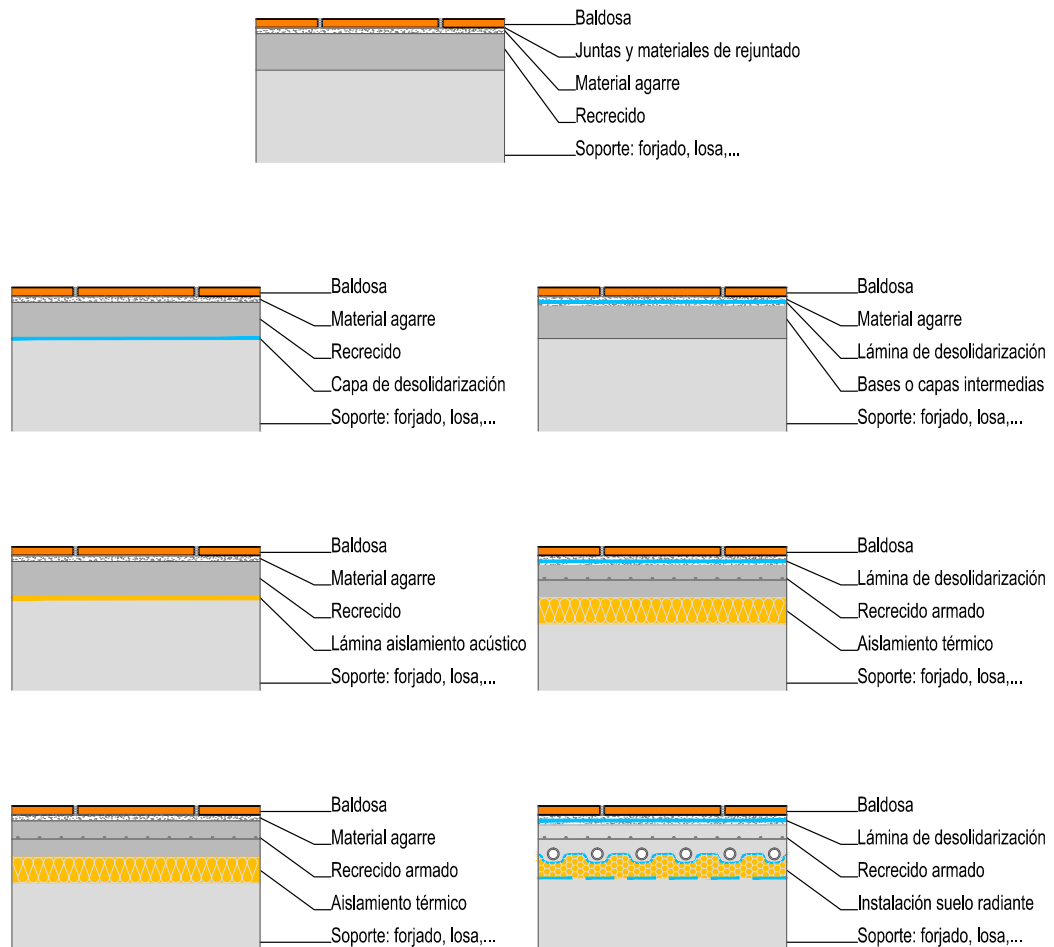 Baldosa
Juntas y materiales de rejuntado
Material agarre
Recrecido
Soporte: forjado, losa,...
Baldosa
Material agarre
Recrecido
Capa de desolidarización
Soporte: forjado, losa,...
Baldosa
Material agarre
Lámina de desolidarización
Bases o capas intermedias
Soporte: forjado, losa,...
Baldosa
Material agarre
Recrecido
Lámina aislamiento acústico
Soporte: forjado, losa,...
Baldosa
Lámina de desolidarización
Recrecido armado
Aislamiento térmico
Soporte: forjado, losa,...
Baldosa
Material agarre
Recrecido armado
Aislamiento térmico
Soporte: forjado, losa,...
Baldosa
Lámina de desolidarización
Recrecido armado
Instalación suelo radiante
Soporte: forjado, losa,...